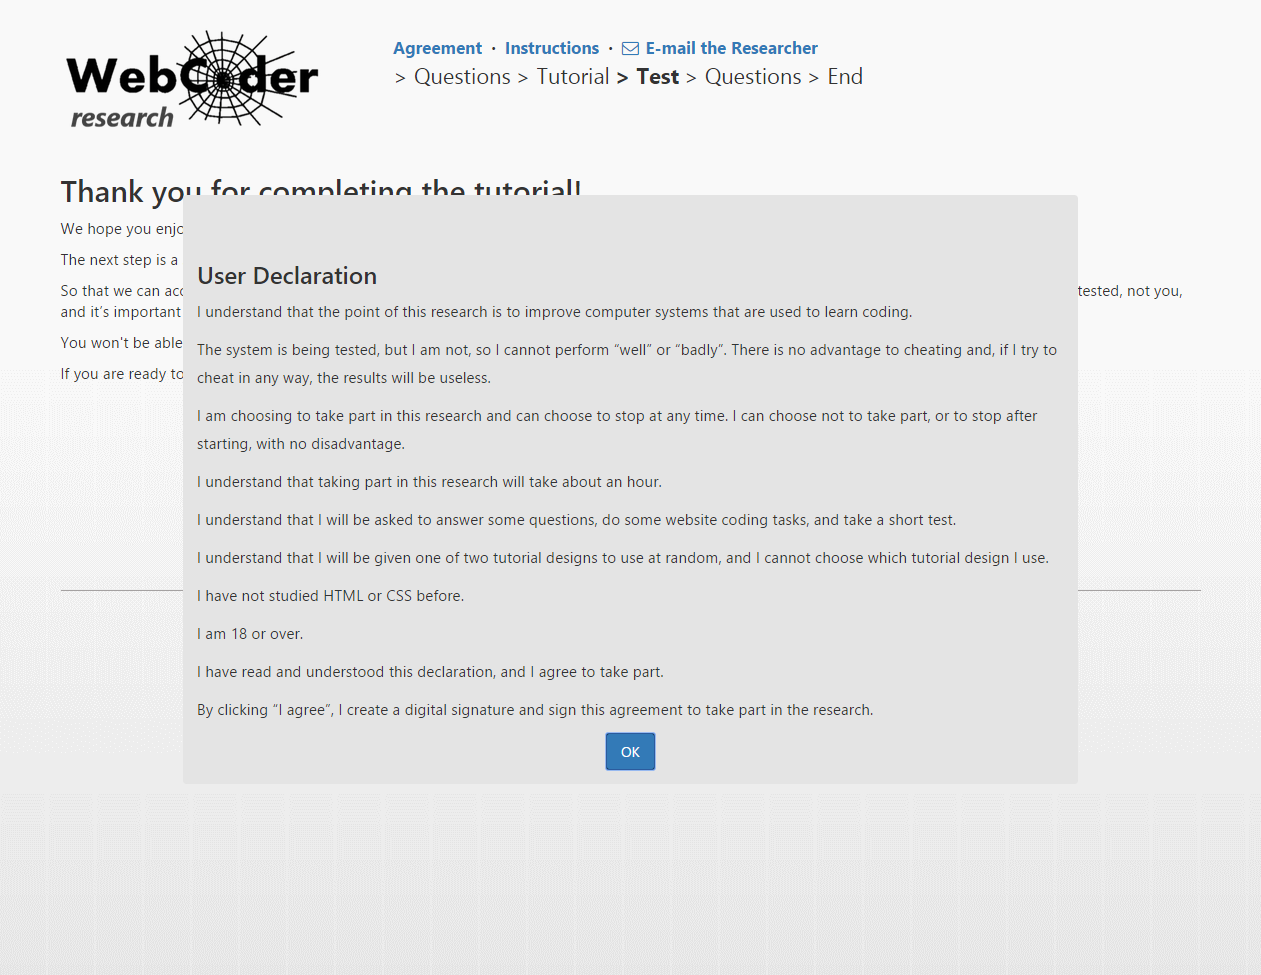 WebCoder
research
Agreement · Instructions · E-mail the Researcher
> Questions > Tutorial > Test > Questions > End
Thank you for completing the tutorial!
We hope you enjo
The next step is a
So that we can acc
tested, not you,
and it’s important
You won't be able
If you are ready to
User Declaration
I understand that the point of this research is to improve computer systems that are used to learn coding.
The system is being tested, but I am not, so I cannot perform “well” or “badly”. There is no advantage to cheating and, if I try to
cheat in any way, the results will be useless.
I am choosing to take part in this research and can choose to stop at any time. I can choose not to take part, or to stop after
starting, with no disadvantage.
I understand that taking part in this research will take about an hour.
I understand that I will be asked to answer some questions, do some website coding tasks, and take a short test.
I understand that I will be given one of two tutorial designs to use at random, and I cannot choose which tutorial design I use.
I have not studied HTML or CSS before.
I am 18 or over.
I have read and understood this declaration, and I agree to take part.
By clicking “I agree”, I create a digital signature and sign this agreement to take part in the research.
OK